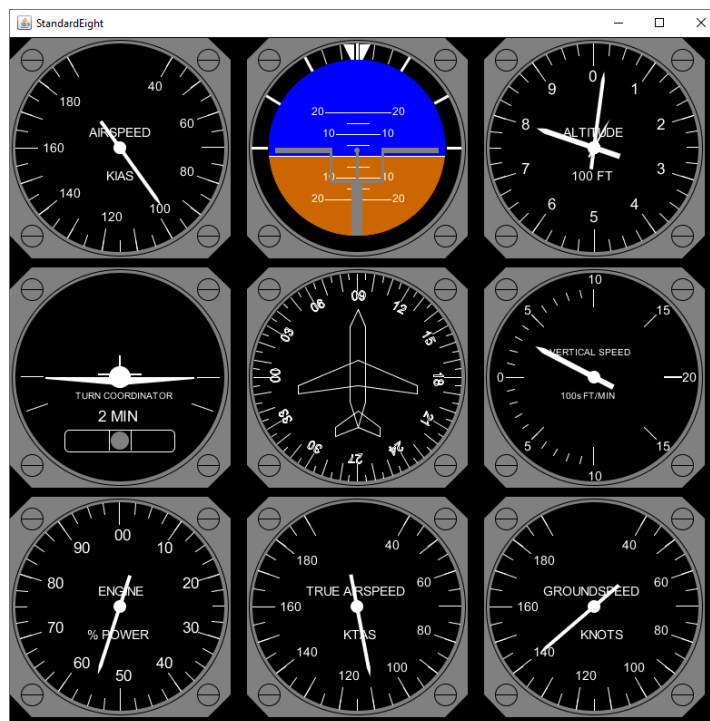 StandardEight
180 40
AIRSPEED
60
160
KIAS
80
140
100
120
20 20
10 10
10 10
20 20
0
9 1
8 ALTITUDE 2
7 100 FT 3
6 4
5
TURN COORDINATOR
2 MIN
09
06 12
03 15
00 18
33 21
30 24
27
10
15
VERTICAL SPEED
0 20
100s FT/MIN
15
10
00
90 10
80 ENGINE 20
70 % POWER 30
60 40
50
180 40
TRUE AIRSPEED 60
160
KTAS 80
140 100
120
180 40
GROUNDSPEED 60
160
KNOTS 80
140 100
120